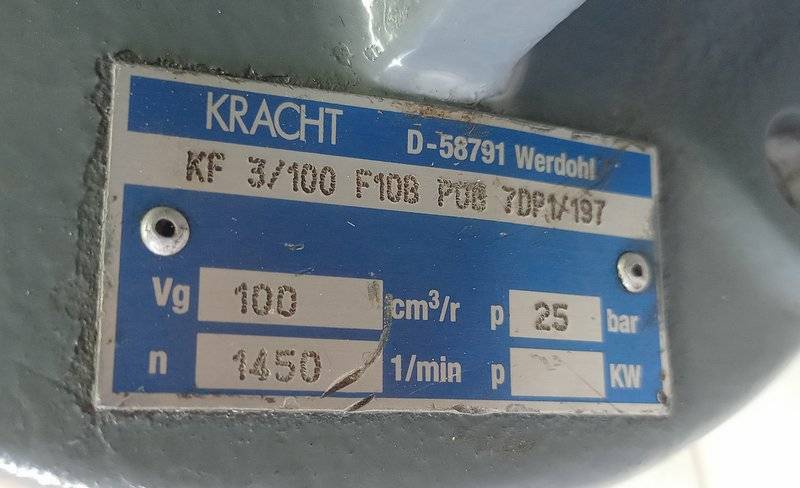 KRACHT D-58791 Werdohl
KF 3/100 F10B P0B 7DP1/197
Vg 100 cm³/r p 25 bar
n 1450 1/min p KW